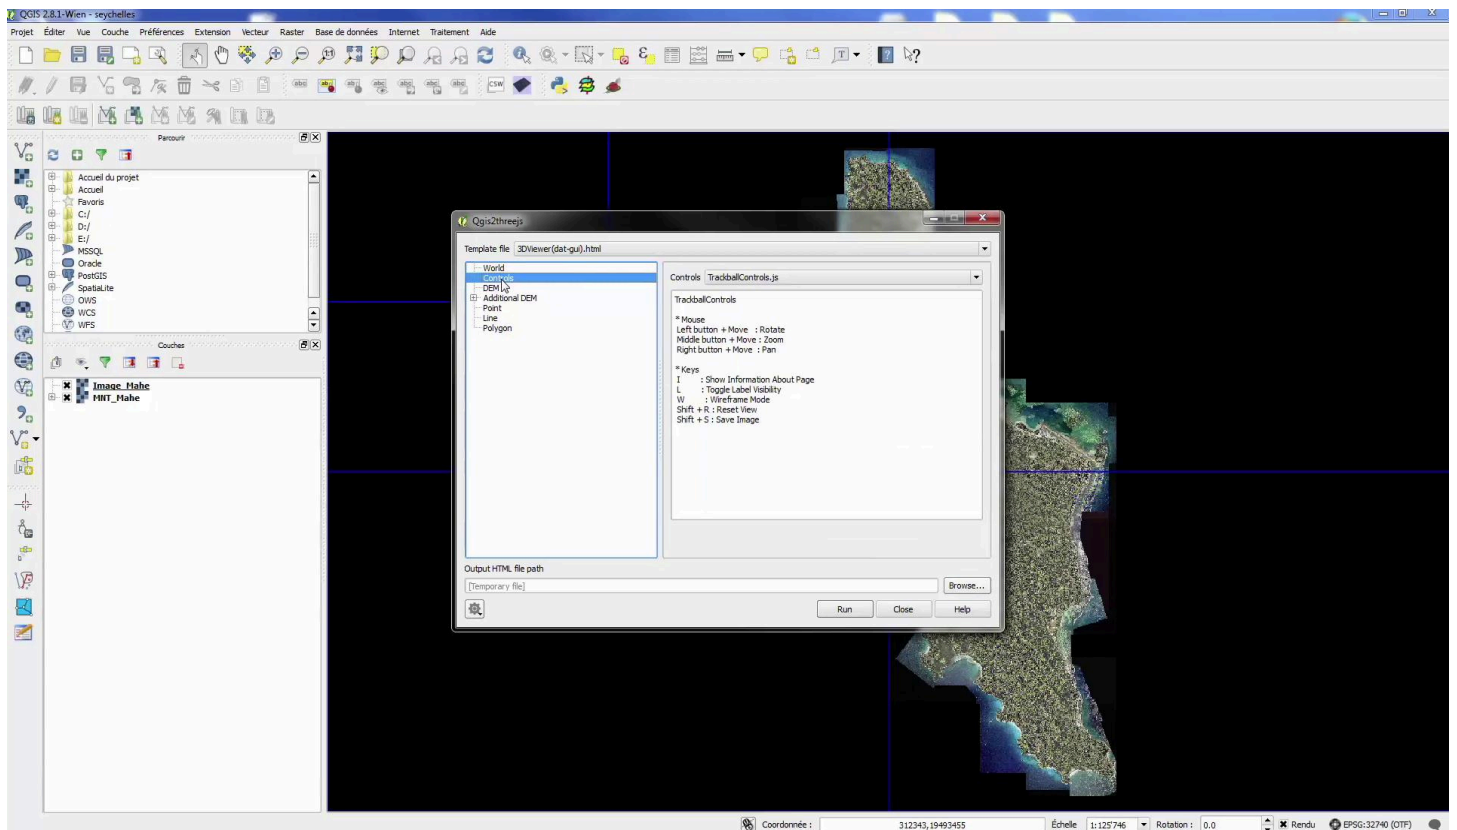 QGIS 2.8.1-Wien - seychelles
Projet Éditer Vue Couche Préférences Extension Vecteur Raster Base de données Internet Traitement Aide
CSW
Parcourir
Accueil du projet
Accueil
Favoris
C:/
D:/
E:/
MSSQL
Oracle
PostGIS
SpatiaLite
OWS
WCS
WFS
Couches
Image_Mahe
MNT_Mahe
Qgis2threejs
Template file 3DViewer(dat-gui).html
World
Controls
DEM
Additional DEM
Point
Line
Polygon
Controls TrackballControls.js
TrackballControls
* Mouse
Left button + Move : Rotate
Middle button + Move : Zoom
Right button + Move : Pan
* Keys
I : Show Information About Page
L : Toggle Label Visibility
W : Wireframe Mode
Shift + R : Reset View
Shift + S : Save Image
Output HTML file path
[Temporary file] Browse...
Run Close Help
Coordonnée : 312343,19493455 Échelle 1:125'746 Rotation : 0.0 Rendu EPSG:32740 (OTF)